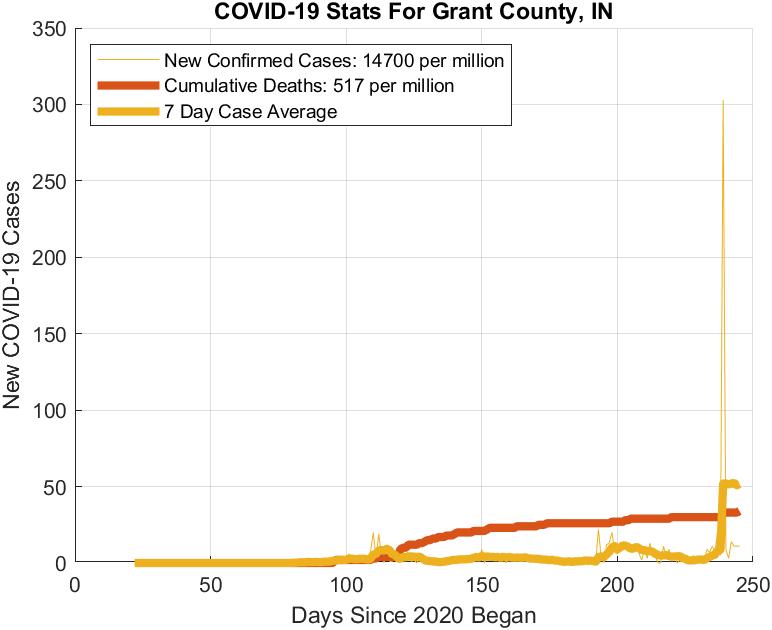 COVID-19 Stats For Grant County, IN
350
300
250
200
150
100
50
0
New COVID-19 Cases
New Confirmed Cases: 14700 per million
Cumulative Deaths: 517 per million
7 Day Case Average
0 50 100 150 200 250
Days Since 2020 Began